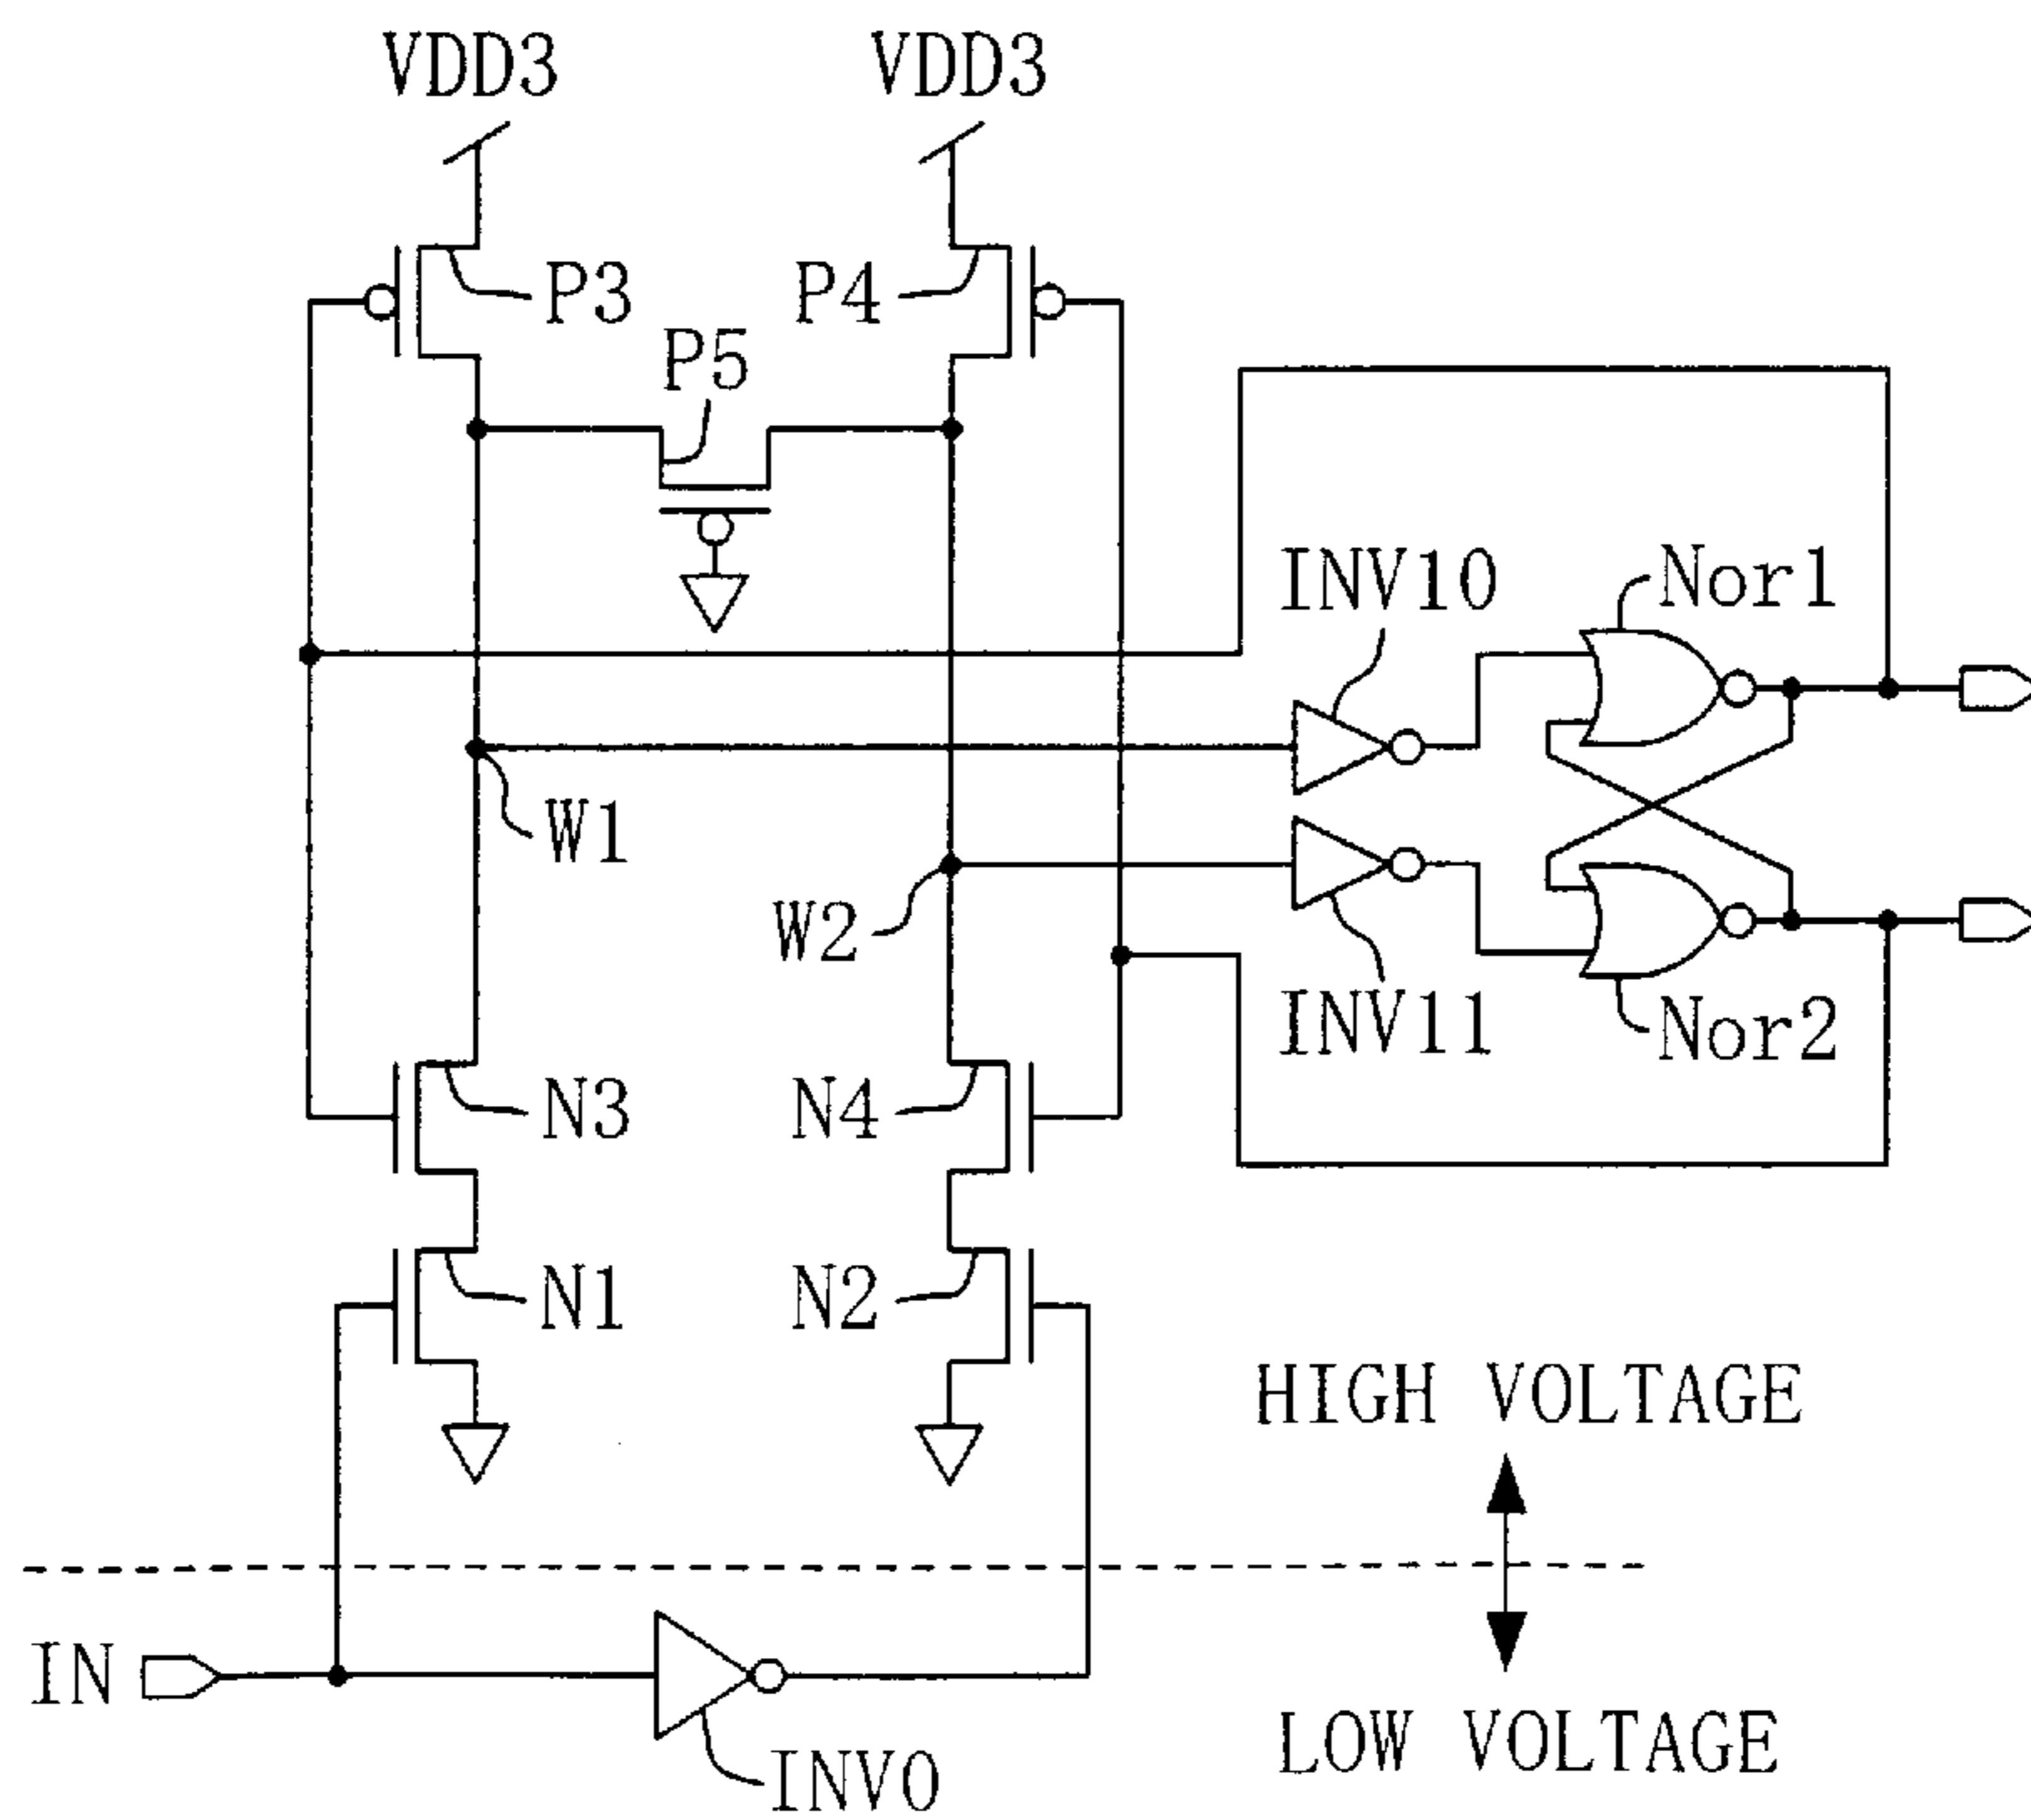 VDD3 VDD3
P3 P4
P5
INV10 Nor1
W1
W2
INV11 Nor2
N3 N4
N1 N2
HIGH VOLTAGE
IN
LOW VOLTAGE
INV0